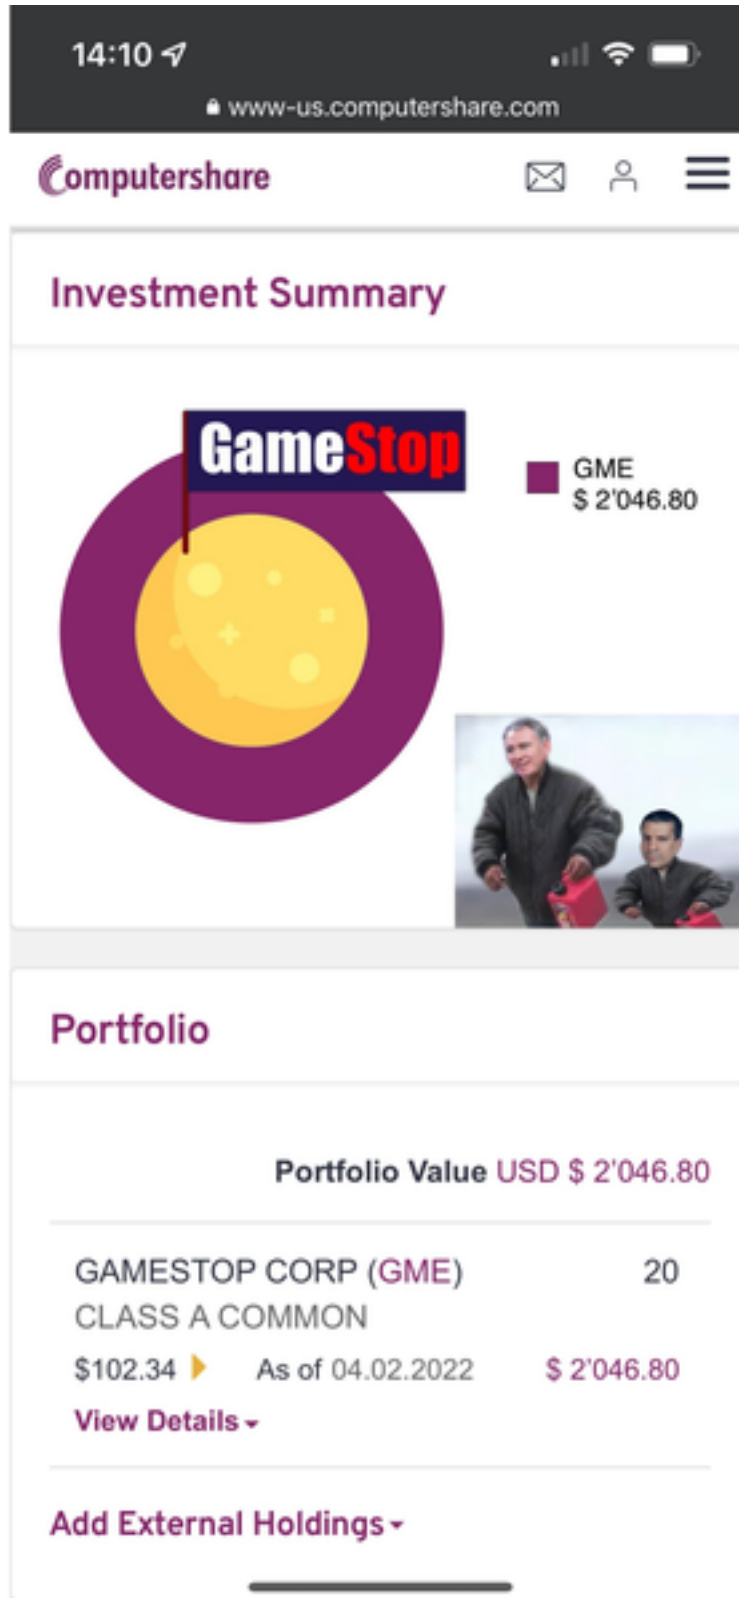 14:10
www-us.computershare.com
Computershare
Investment Summary
GameStop
GME
$ 2'046.80
Portfolio
Portfolio Value USD $ 2'046.80
GAMESTOP CORP (GME) 20
CLASS A COMMON
$102.34 As of 04.02.2022 $ 2'046.80
View Details
Add External Holdings